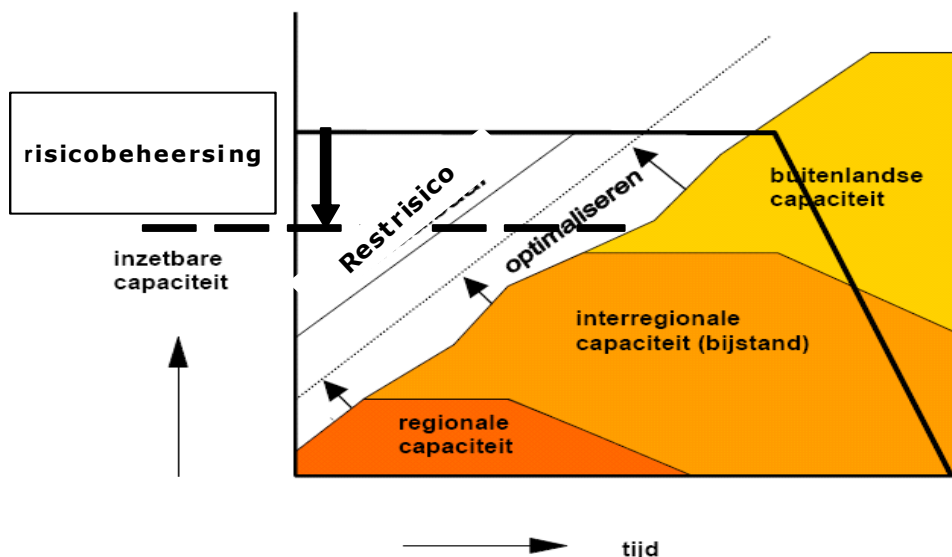 risicobeheersing
inzetbare
capaciteit
Restrisico
optimaliseren
buitenlandse
capaciteit
interregionale
capaciteit (bijstand)
regionale
capaciteit
tijd